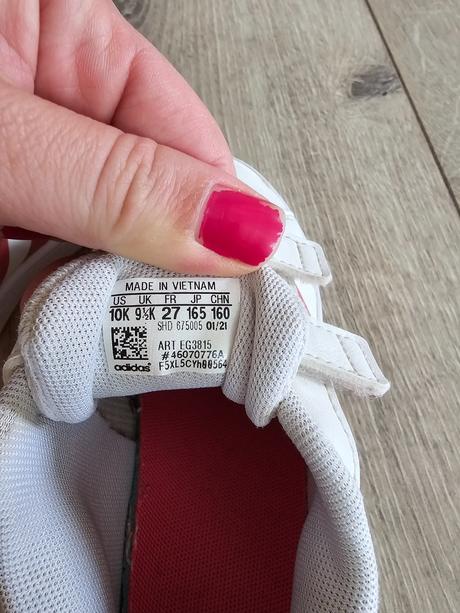 MADE IN VIETNAM
US UK FR JP CHN
10K 9½K 27 165 160
SHD 675005 01/21
ART EG3815
# 46070776A
adidas F5XL5CYh00564